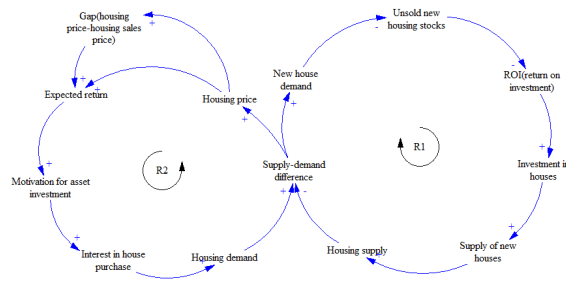 Gap(housing
price-housing sales
price)
Unsold new
housing stocks
-
-
+
+
+
New house
demand
ROI(return on
investment)
Expected return
Housing price
+
+
+
R2
R1
Supply-demand
difference
Investment in
houses
+
Motivation for asset
investment
+
-
+
+
Interest in house
purchase
+
Housing demand
Housing supply
+
Supply of new
houses